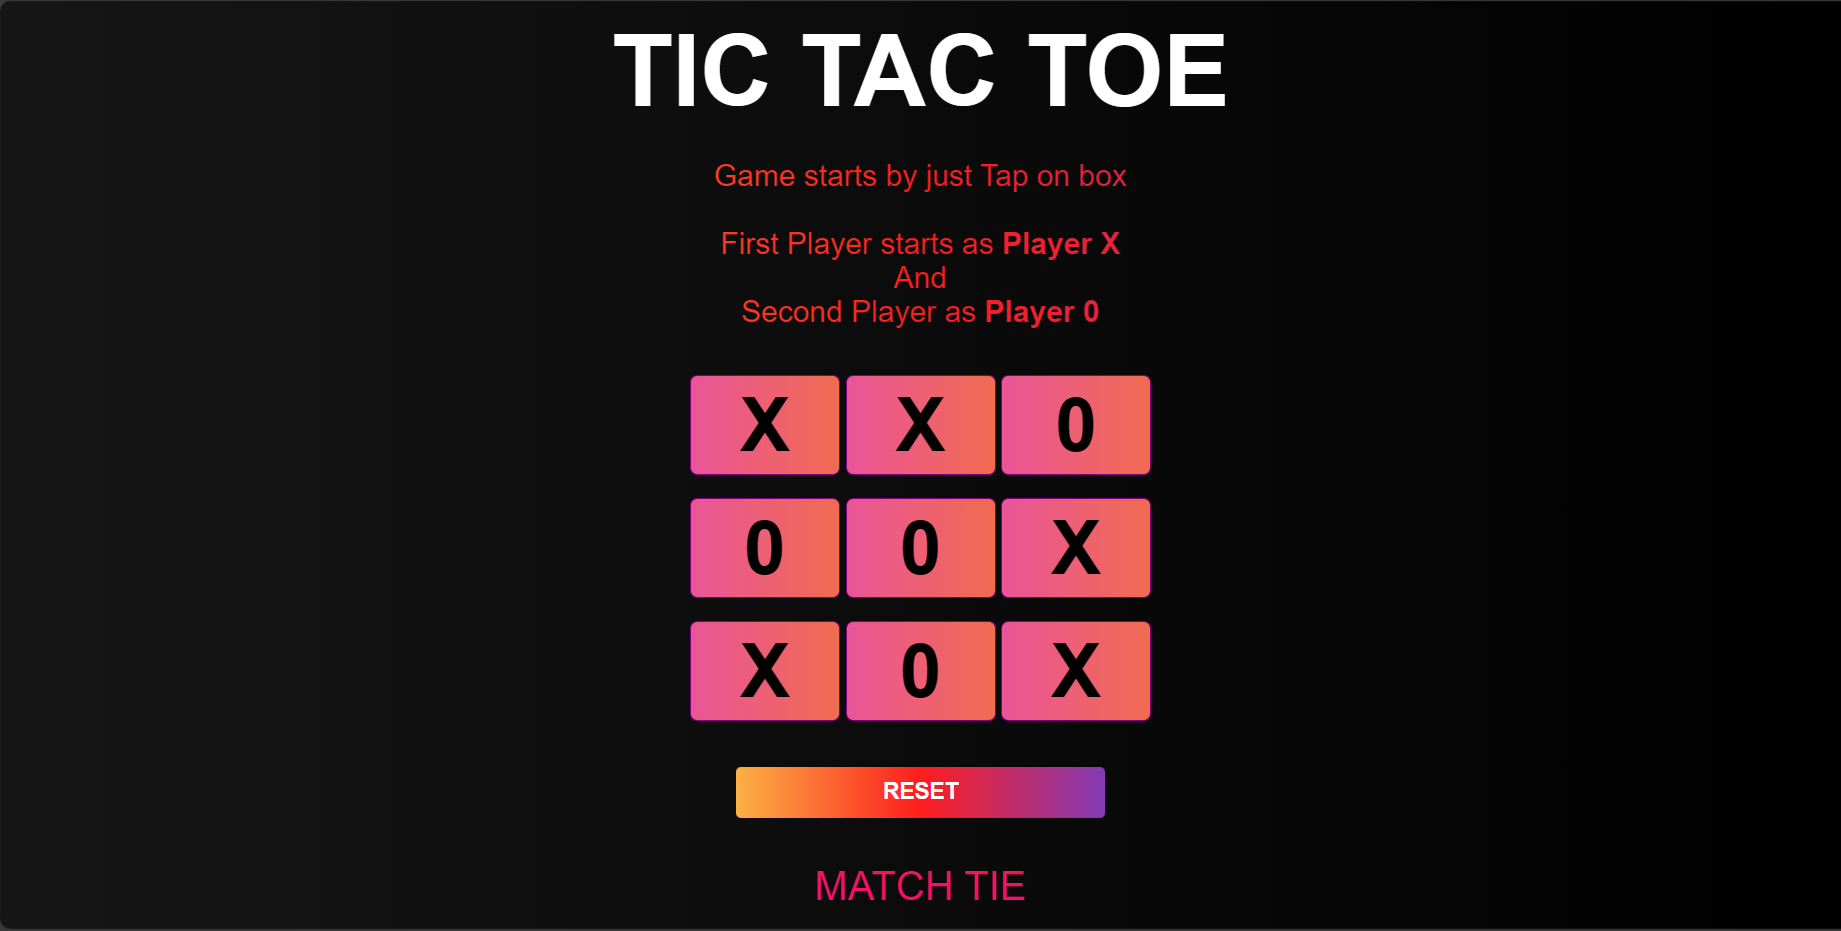 TIC TAC TOE
Game starts by just Tap on box
First Player starts as Player X
And
Second Player as Player 0
X X 0
0 0 X
X 0 X
RESET
MATCH TIE